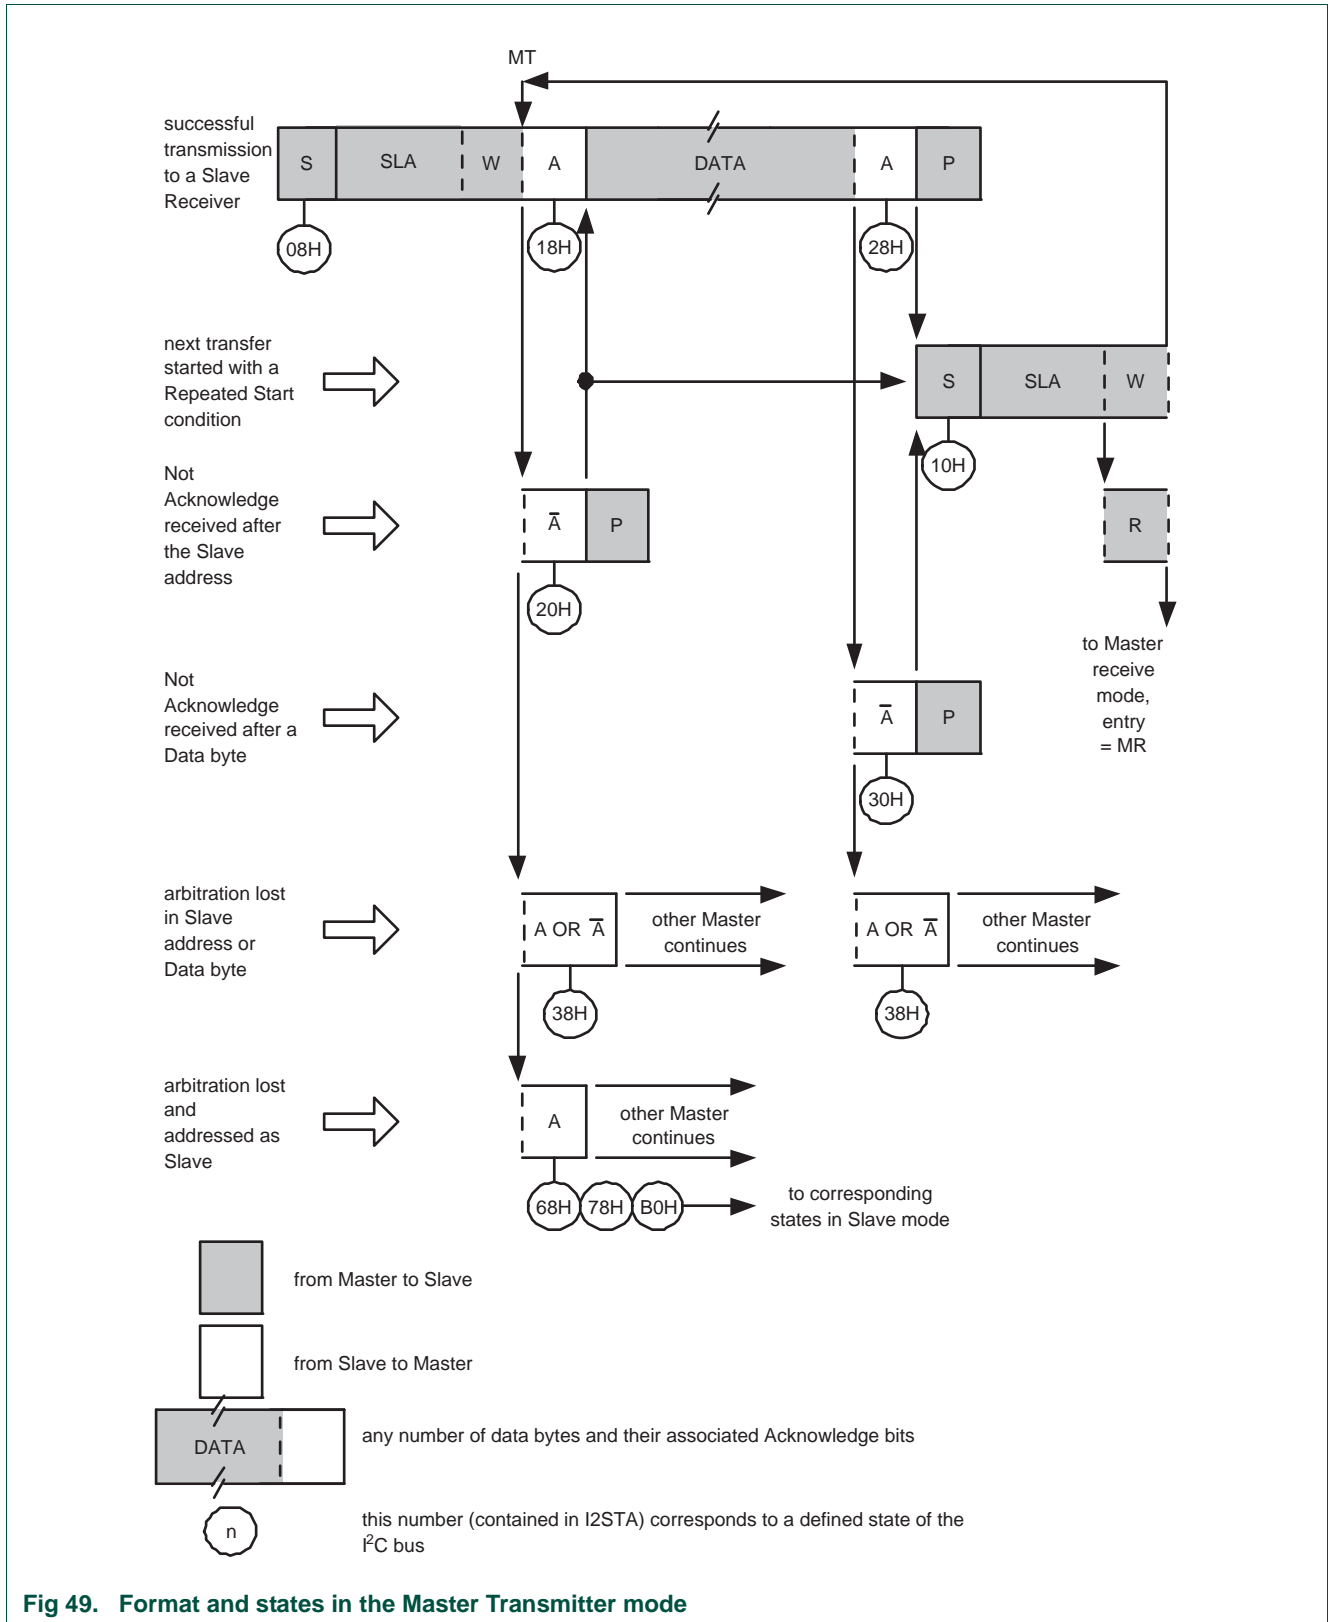 MT
successful
transmission
to a Slave
Receiver
S SLA W A DATA A P
08H 18H 28H
next transfer
started with a
Repeated Start
condition
S SLA W
10H
Not
Acknowledge
received after
the Slave
address
A̅ P
R
20H
to Master
receive
mode,
entry
= MR
Not
Acknowledge
received after a
Data byte
A̅ P
30H
arbitration lost
in Slave
address or
Data byte
A OR A̅
other Master
continues
A OR A̅
other Master
continues
38H 38H
arbitration lost
and
addressed as
Slave
A
other Master
continues
68H 78H B0H
to corresponding
states in Slave mode
from Master to Slave
from Slave to Master
DATA
any number of data bytes and their associated Acknowledge bits
n
this number (contained in I2STA) corresponds to a defined state of the
I²C bus
Fig 49. Format and states in the Master Transmitter mode